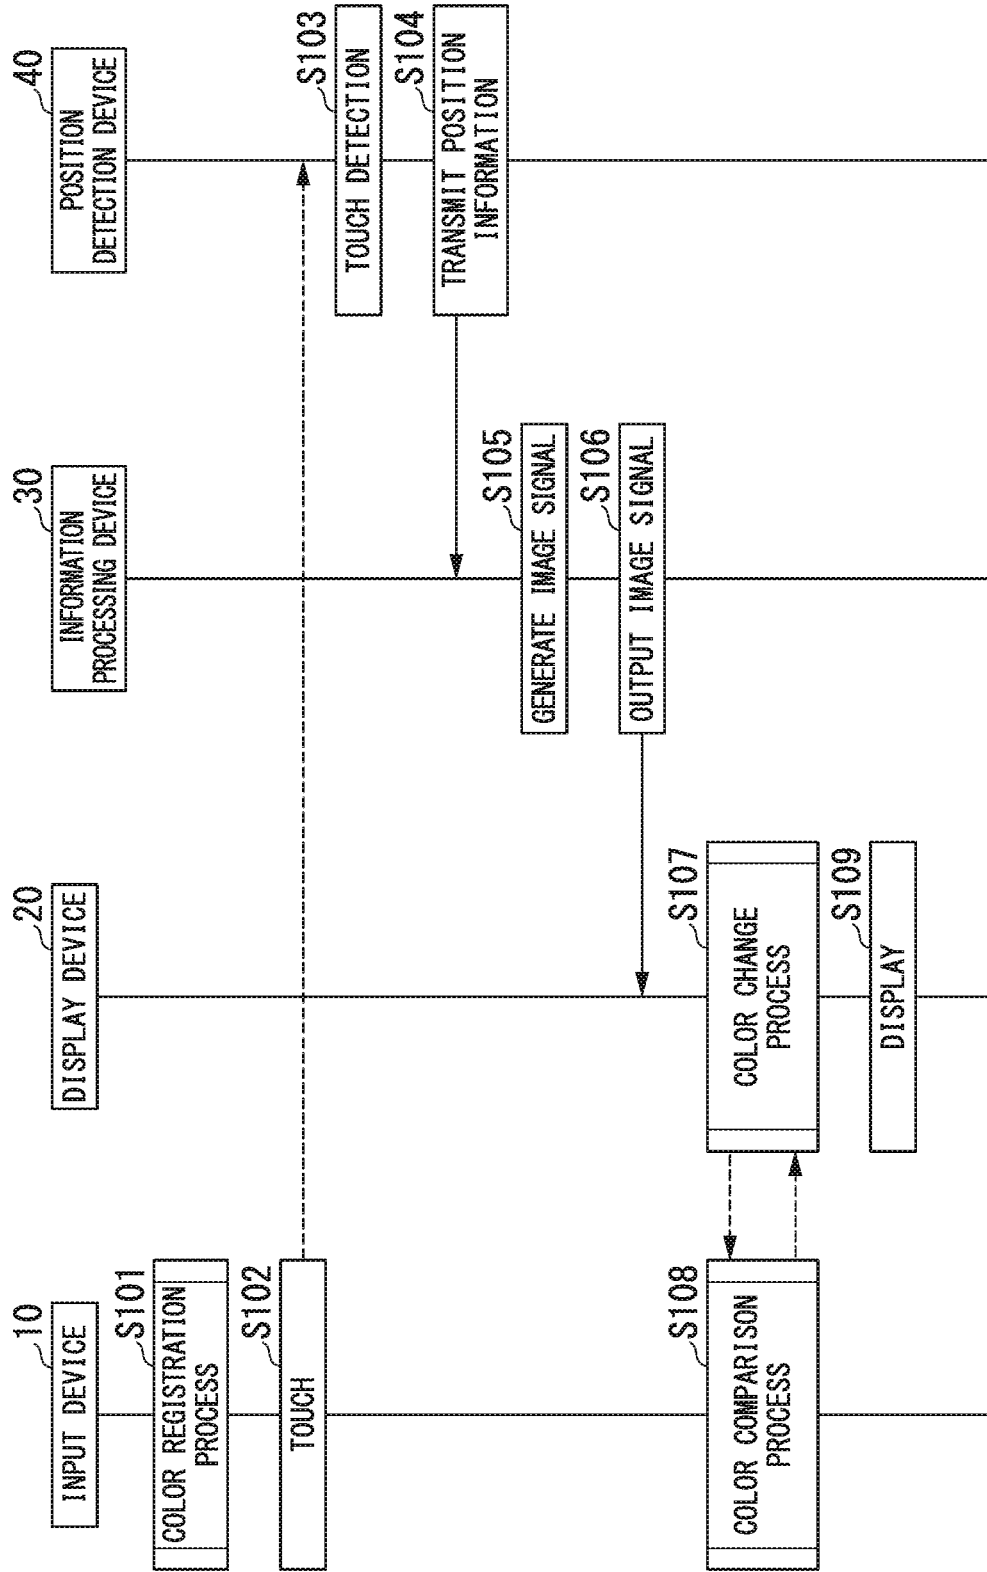 10
INPUT DEVICE
20
DISPLAY DEVICE
30
INFORMATION
PROCESSING DEVICE
40
POSITION
DETECTION DEVICE
S101
COLOR REGISTRATION
PROCESS
S102
TOUCH
S103
TOUCH DETECTION
S104
TRANSMIT POSITION
INFORMATION
S105
GENERATE IMAGE SIGNAL
S106
OUTPUT IMAGE SIGNAL
S107
COLOR CHANGE
PROCESS
S108
COLOR COMPARISON
PROCESS
S109
DISPLAY